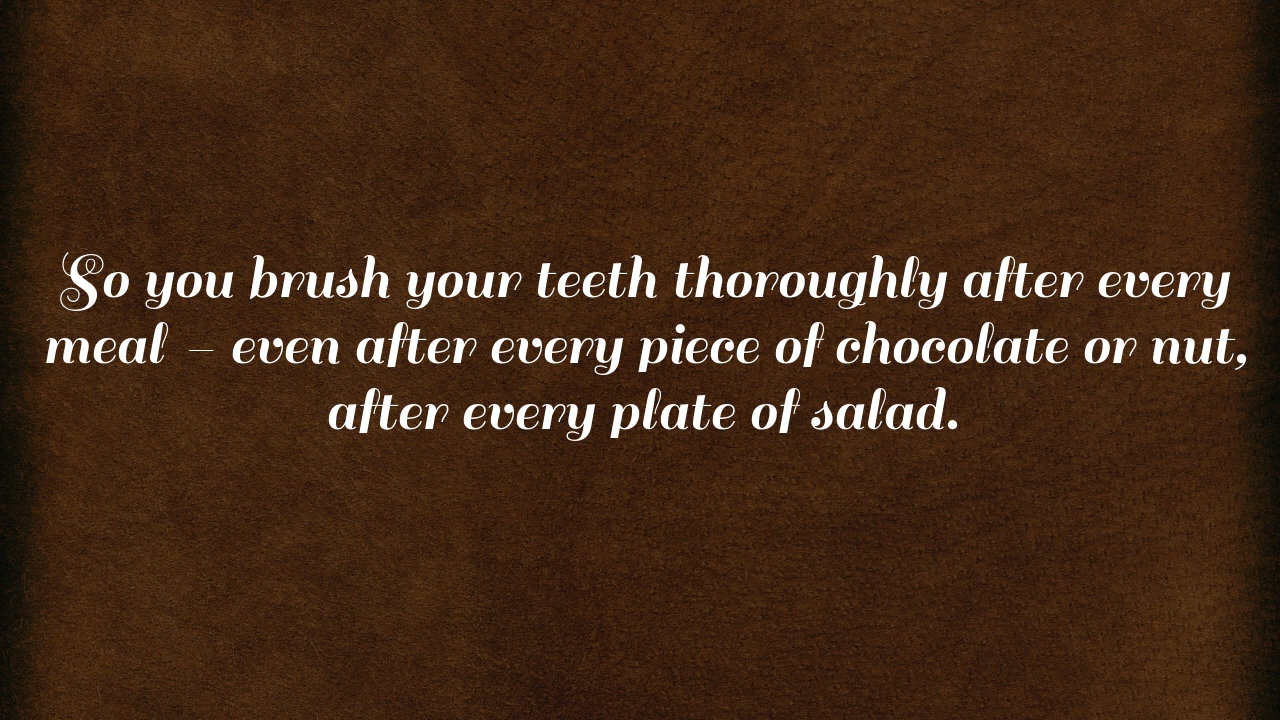 So you brush your teeth thoroughly after every
meal – even after every piece of chocolate or nut,
after every plate of salad.